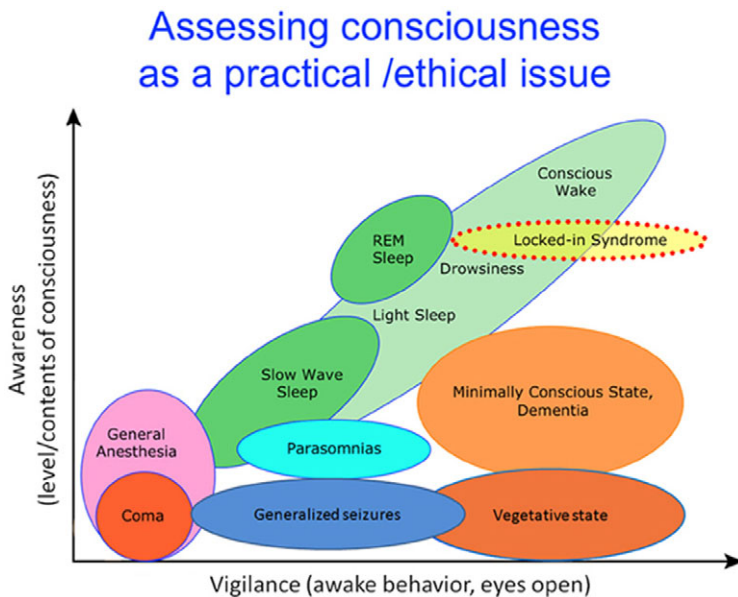 Assessing consciousness
as a practical /ethical issue
Awareness
(level/contents of consciousness)
Conscious
Wake
REM
Sleep
Locked-in Syndrome
Drowsiness
Light Sleep
Slow Wave
Sleep
Minimally Conscious State,
Dementia
General
Anesthesia
Parasomnias
Coma
Generalized seizures
Vegetative state
Vigilance (awake behavior, eyes open)